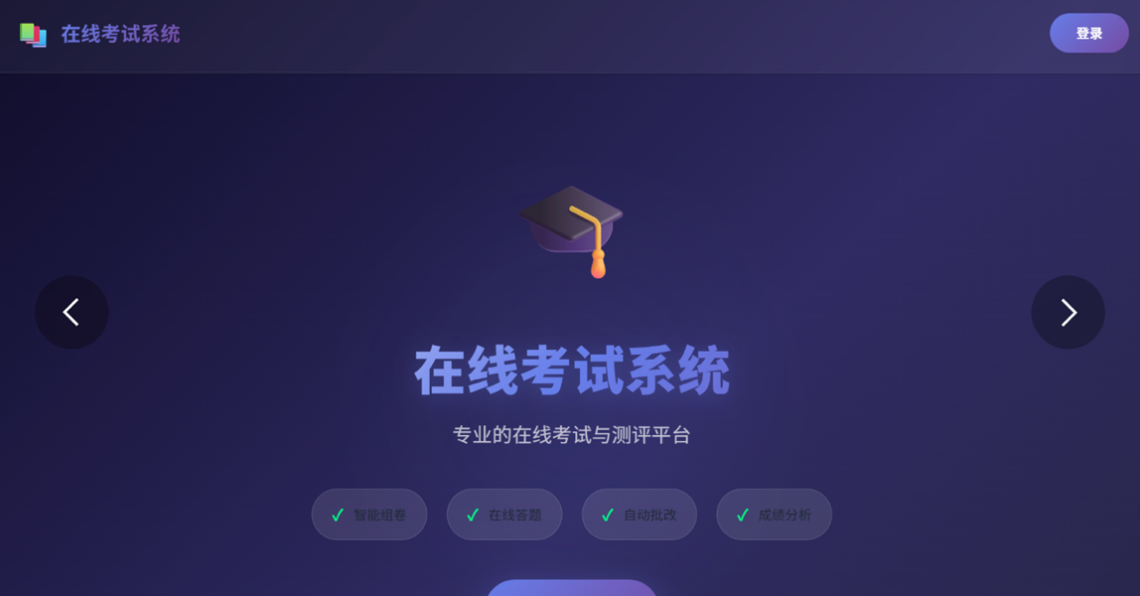 在线考试系统
登录
在线考试系统
专业的在线考试与测评平台
✓ 智能组卷
✓ 在线答题
✓ 自动批改
✓ 成绩分析